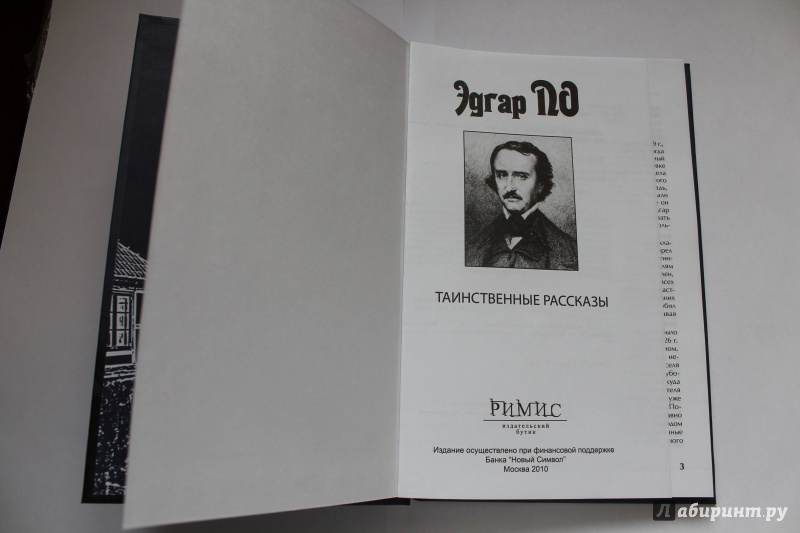 Эдгар ПО
ТАИНСТВЕННЫЕ РАССКАЗЫ
РИМИС
издательский
бутик
Издание осуществлено при финансовой поддержке
Банка "Новый Символ"
Москва 2010
3
Лабиринт.ру